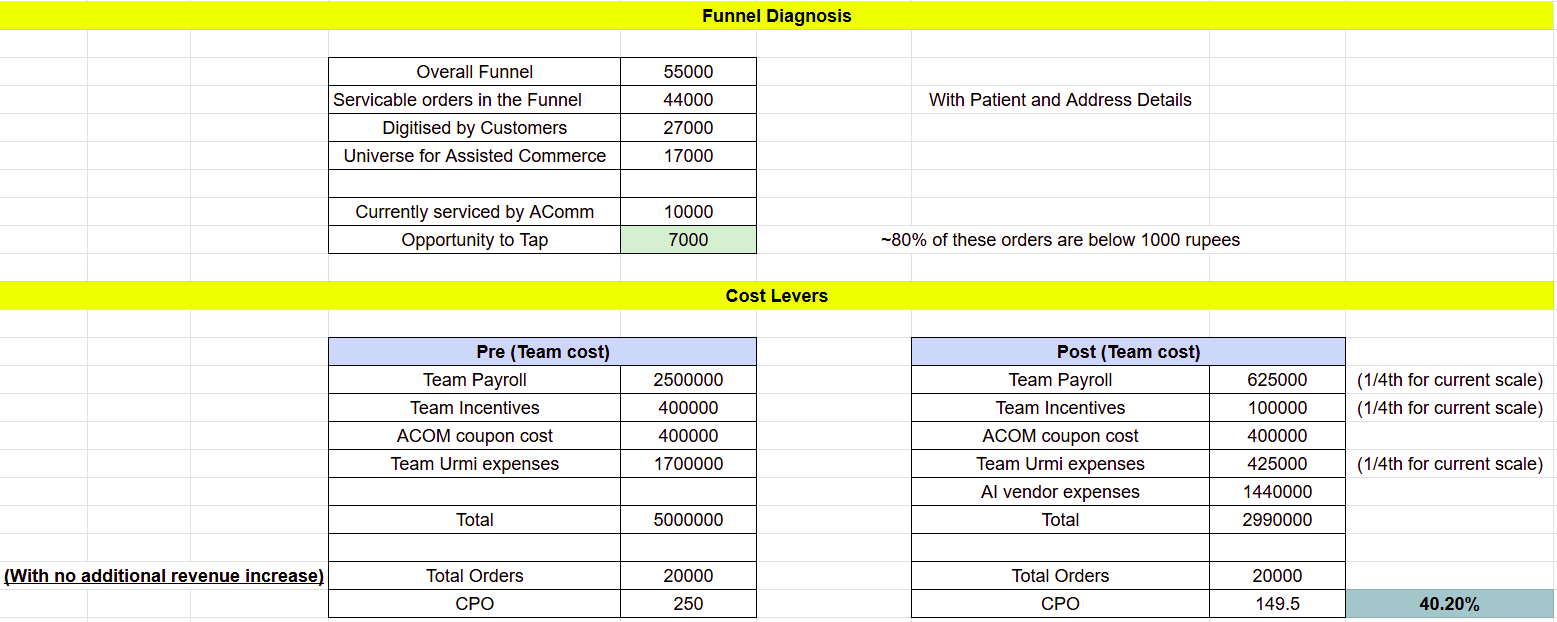 Funnel Diagnosis
Overall Funnel 55000
Servicable orders in the Funnel 44000 With Patient and Address Details
Digitised by Customers 27000
Universe for Assisted Commerce 17000
Currently serviced by AComm 10000
Opportunity to Tap 7000 ~80% of these orders are below 1000 rupees
Cost Levers
Pre (Team cost) Post (Team cost)
Team Payroll 2500000 Team Payroll 625000 (1/4th for current scale)
Team Incentives 400000 Team Incentives 100000 (1/4th for current scale)
ACOM coupon cost 400000 ACOM coupon cost 400000
Team Urmi expenses 1700000 Team Urmi expenses 425000 (1/4th for current scale)
AI vendor expenses 1440000
Total 5000000 Total 2990000
(With no additional revenue increase) Total Orders 20000 Total Orders 20000
CPO 250 CPO 149.5 40.20%